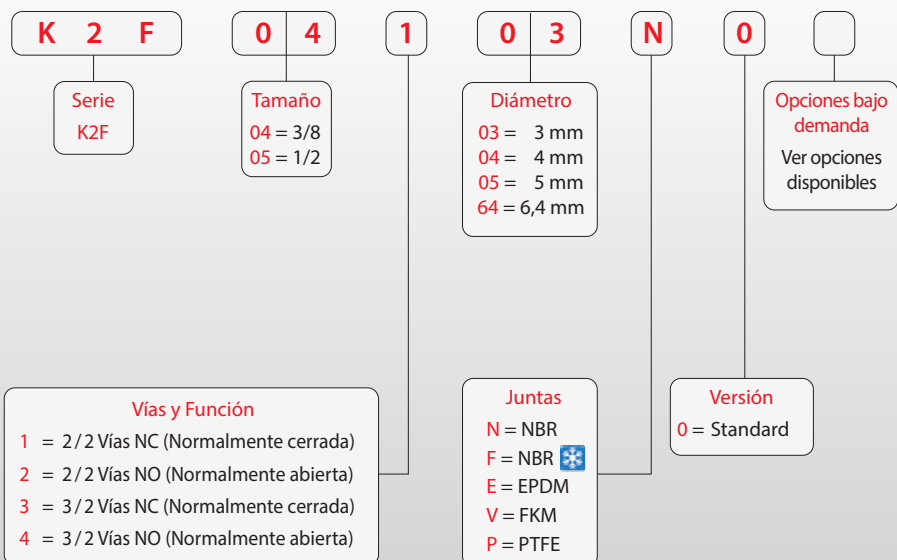 K 2 F 0 4 1 0 3 N 0
Serie
K2F
Tamaño
04 = 3/8
05 = 1/2
Diámetro
03 = 3 mm
04 = 4 mm
05 = 5 mm
64 = 6,4 mm
Opciones bajo
demanda
Ver opciones
disponibles
Vías y Función
1 = 2/2 Vías NC (Normalmente cerrada)
2 = 2/2 Vías NO (Normalmente abierta)
3 = 3/2 Vías NC (Normalmente cerrada)
4 = 3/2 Vías NO (Normalmente abierta)
Juntas
N = NBR
F = NBR
E = EPDM
V = FKM
P = PTFE
Versión
0 = Standard